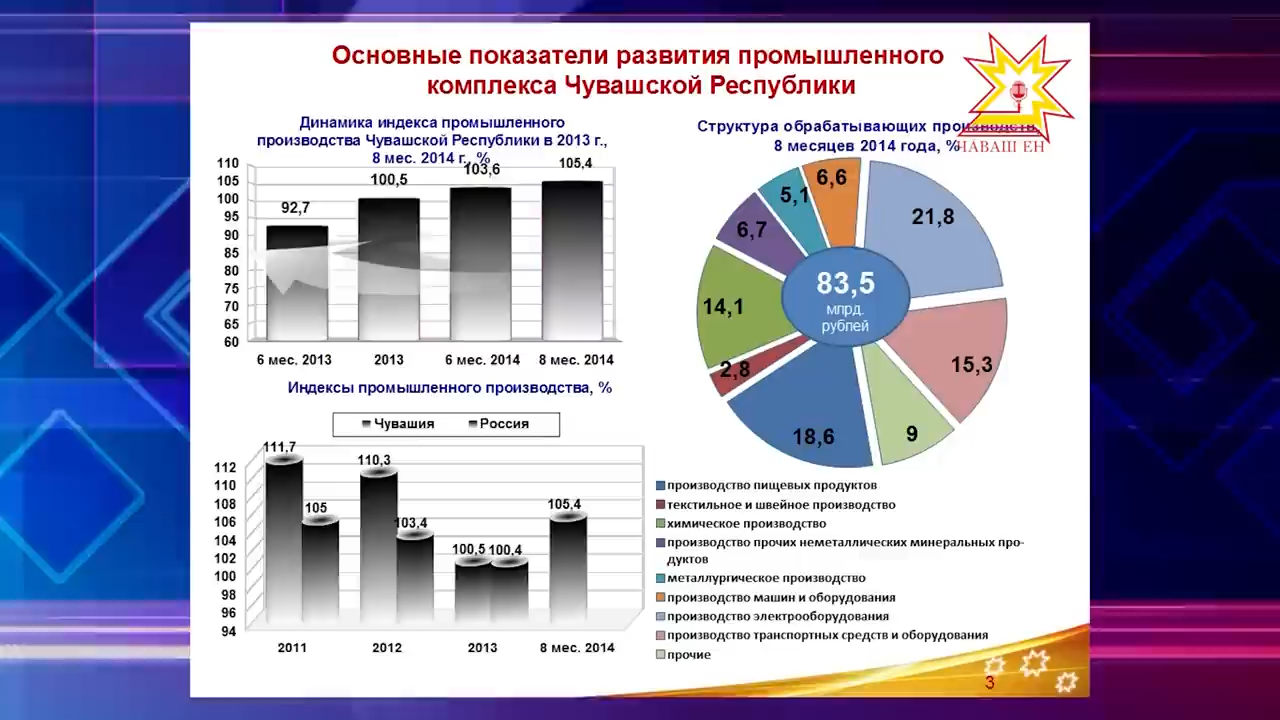 Основные показатели развития промышленного
комплекса Чувашской Республики
ЧАВАШ ЕН
Динамика индекса промышленного
производства Чувашской Республики в 2013 г.,
8 мес. 2014 г., %
110
105
100
95
90
85
80
75
70
65
60
92,7
100,5
103,6
105,4
6 мес. 2013
2013
6 мес. 2014
8 мес. 2014
Индексы промышленного производства, %
Чувашия
Россия
112
110
108
106
104
102
100
98
96
94
111,7
105
110,3
103,4
100,5
100,4
105,4
2011
2012
2013
8 мес. 2014
Структура обрабатывающих
8 месяцев 2014 года, %
6,6
21,8
5,1
6,7
14,1
2,8
18,6
9
15,3
83,5
млрд.
рублей
производство пищевых продуктов
текстильное и швейное производство
химическое производство
производство прочих неметаллических минеральных про-
дуктов
металлургическое производство
производство машин и оборудования
производство электрооборудования
производство транспортных средств и оборудования
прочие
3